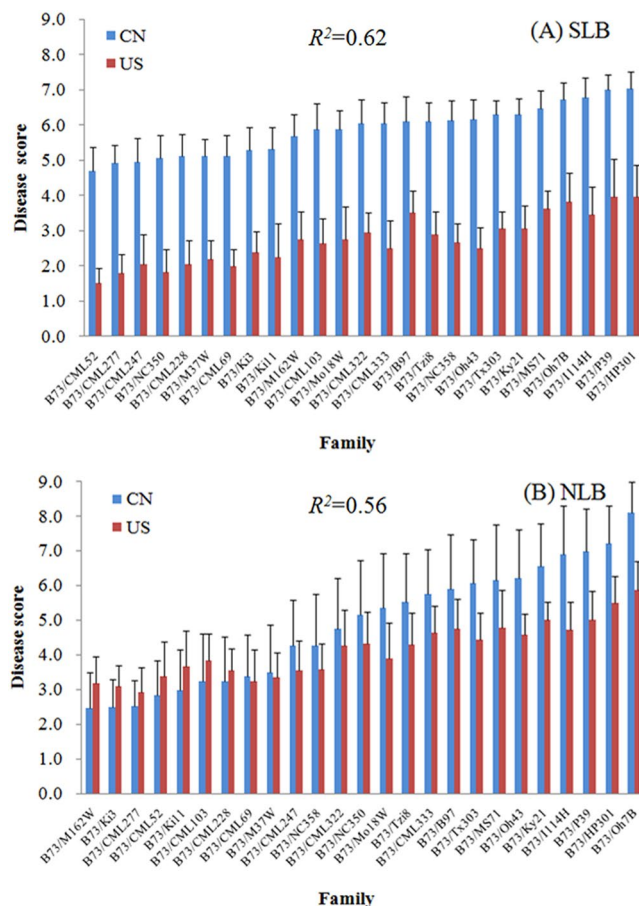 9.0
8.0
7.0
6.0
5.0
4.0
3.0
2.0
1.0
0.0
Disease score
CN
US
R²=0.62
(A) SLB
B73/CML52
B73/CML277
B73/CML247
B73/NC350
B73/CML228
B73/M37W
B73/CML69
B73/Ki3
B73/Ki11
B73/M162W
B73/CML103
B73/Mo18W
B73/CML322
B73/CML333
B73/B97
B73/Tzi8
B73/NC358
B73/Oh43
B73/Tx303
B73/Ky21
B73/MS71
B73/Oh7B
B73/I114H
B73/P39
B73/HP301
Family
9.0
8.0
7.0
6.0
5.0
4.0
3.0
2.0
1.0
0.0
Disease score
CN
US
R²=0.56
(B) NLB
B73/M162W
B73/Ki3
B73/CML277
B73/CML52
B73/Ki11
B73/CML103
B73/CML228
B73/CML69
B73/M37W
B73/CML247
B73/NC358
B73/CML322
B73/NC350
B73/Mo18W
B73/Tzi8
B73/CML333
B73/B97
B73/Tx303
B73/MS71
B73/Oh43
B73/Ky21
B73/I114H
B73/P39
B73/HP301
B73/Oh7B
Family